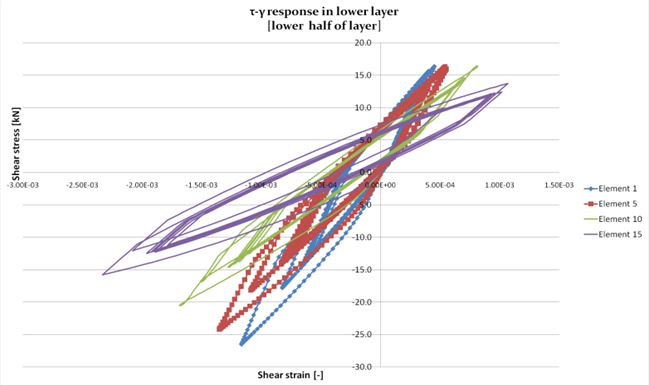 τ-γ response in lower layer
[lower half of layer]
Shear stress [kN]
20.0
15.0
10.0
5.0
0.0
-3.00E-03 -2.50E-03 -2.00E-03 -1.50E-03 -1.00E-03 -5.00E-04 0.00E+00 5.00E-04 1.00E-03 1.50E-03
-5.0
-10.0
-15.0
-20.0
-25.0
-30.0
Element 1
Element 5
Element 10
Element 15
Shear strain [-]